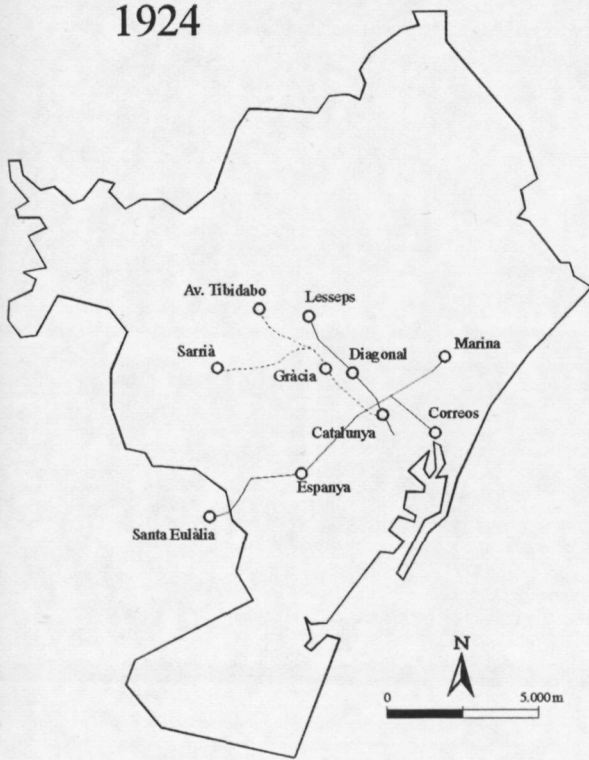 1924
Av. Tibidabo
Lesseps
Sarrià
Gràcia
Diagonal
Marina
Catalunya
Correos
Espanya
Santa Eulàlia
N
0 5.000 m